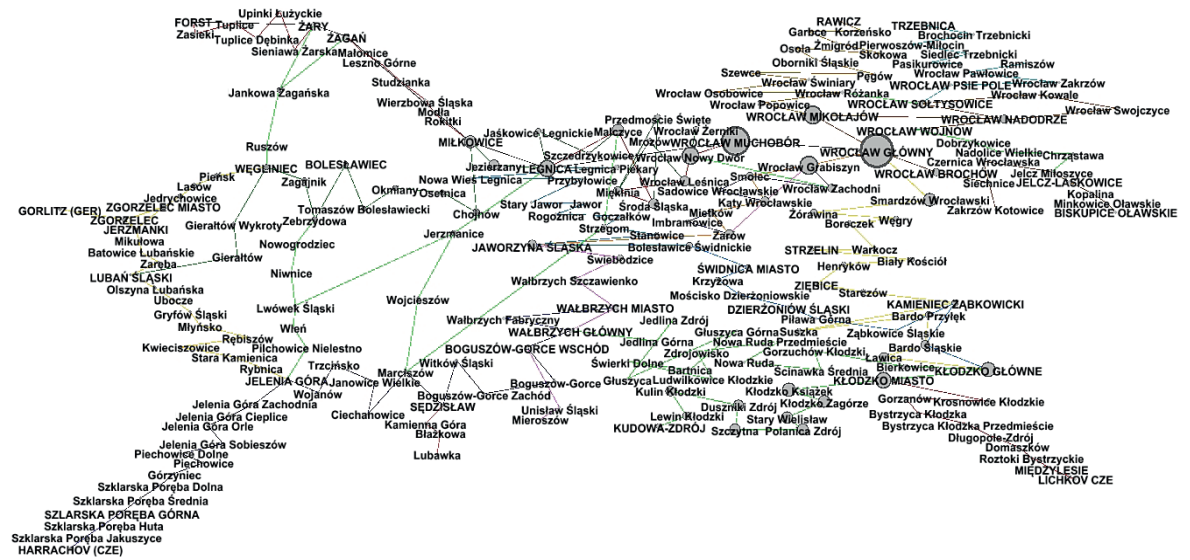 Upinki Łużyckie
FORST
Tuplice
ŻARY
Zasieki
Tuplice Dębinka
ŻAGAŃ
Sieniawa Żarska
Małomice
Leszno Górne
Studzianka
Jankowa Żagańska
Wierzbowa Śląska
Modła
Rokitki
Ruszów
MIŁKOWICE
Jaśkowice Legnickie
WĘGLINIEC
BOLESŁAWIEC
Pieńsk
Lasów
Zagajnik
Jędrychowice
Okmiany
Osetnica
GORLITZ (GER)
ZGORZELEC MIASTO
ZGORZELEC
Tomaszów Bolesławiecki
Chojnów
JERZMANKI
Gierałtów Wykroty
Zebrzydowa
Mikułowa
Jerzmanice
Batowice Lubańskie
Nowogrodziec
Zaręba
Gierałtów
LUBAŃ ŚLĄSKI
Niwnice
Olszyna Lubańska
Ubocze
Wojcieszów
Gryfów Śląski
Lwówek Śląski
Młyńsko
Wleń
Rębiszów
Kwieciszowice
Pilchowice Nielestno
Stara Kamienica
Rybnica
Trzcińsko
JELENIA GÓRA
Janowice Wielkie
Marciszów
Wojanów
Jelenia Góra Zachodnia
Ciechanowice
Jelenia Góra Cieplice
Jelenia Góra Orle
Jelenia Góra Sobieszów
Piechowice Dolne
Piechowice
Górzyniec
Szklarska Poręba Dolna
Szklarska Poręba Średnia
SZLARSKA PORĘBA GÓRNA
Szklarska Poręba Huta
Szklarska Poręba Jakuszyce
HARRACHOV (CZE)
Przedmoście Święte
Malczyce
Szczedrzykowice
Mrozów
Jezierzany
LEGNICA
Legnica Piekary
Nowa Wieś Legnica
Przybyłowice
Miękinia
Stary Jawor
Jawor
Środa Śląska
Rogoźnica
Goczałków
Strzegom
Imbramowice
Stanowice
JAWORZYNA ŚLĄSKA
Bolesławice Świdnickie
Żarów
Świebodzice
Wałbrzych Szczawienko
ŚWIDNICA MIASTO
Krzyżowa
Mościsko Dzierżoniowskie
WAŁBRZYCH MIASTO
DZIERŻONIÓW ŚLĄSKI
Wałbrzych Fabryczny
Jedlina Zdrój
Piława Górna
WAŁBRZYCH GŁÓWNY
Jedlina Górna
BOGUSZÓW-GORCE WSCHÓD
Witków Śląski
Świerki Dolne
Boguszów-Gorce
Boguszów-Gorce Zachód
SĘDZISŁAW
Głuszyca
Unisław Śląski
Kamienna Góra
Mieroszów
Błażkowa
Lubawka
RAWICZ
Garbce
Korzeńsko
TRZEBNICA
Brochocin Trzebnicki
Osola
Żmigród
Pierwoszów-Miłocin
Skokowa
Siedlec Trzebnicki
Oborniki Śląskie
Pasikurowice
Ramiszów
Szewce
Pęgów
Wrocław Pawłowice
Wrocław Świniary
WROCŁAW PSIE POLE
Wrocław Zakrzów
Wrocław Osobowice
Wrocław Różanka
Wrocław Kowale
Wrocław Popowice
WROCŁAW SOŁTYSOWICE
Wrocław Swojczyce
WROCŁAW MIKOŁAJÓW
WROCŁAW NADODRZE
Wrocław Żerniki
WROCŁAW MUCHOBÓR
WROCŁAW WOJNÓW
Dobrzykowice
Wrocław Nowy Dwór
WROCŁAW GŁÓWNY
Nadolice Wielkie
Chrząstawa
Wrocław Grabiszyn
Czernica Wrocławska
Smolec
WROCŁAW BROCHÓW
Jelcz Miłoszyce
Wrocław Leśnica
Wrocław Zachodni
Siechnice
JELCZ-LASKOWICE
Sadowice Wrocławskie
Kopalina
Kąty Wrocławskie
Smardzów Wrocławski
Minkowice Oławskie
Mietków
Żórawina
Zakrzów Kotowice
BISKUPICE OŁAWSKIE
Boreczek
Węgry
STRZELIN
Warkocz
Biały Kościół
Henryków
ZIĘBICE
Starczów
KAMIENIEC ZĄBKOWICKI
Bardo Przyłęk
Ząbkowice Śląskie
Głuszyca Górna
Słuszka
Bardo Śląskie
Nowa Ruda Przedmieście
Zdrojowisko
Gorzuchów Kłodzki
Ławica
Bartnica
Nowa Ruda
Bierkowice
KŁODZKO GŁÓWNE
Ścinawka Średnia
Ludwikowice Kłodzkie
KŁODZKO MIASTO
Kulin Kłodzki
Kłodzko Książek
Gorzanów
Krosnowice Kłodzkie
Duszniki Zdrój
Kłodzko Zagórze
Lewin Kłodzki
Bystrzyca Kłodzka
Stary Wielisław
KUDOWA-ZDRÓJ
Bystrzyca Kłodzka Przedmieście
Szczytna
Polanica Zdrój
Długopole-Zdrój
Domaszków
Roztoki Bystrzyckie
MIĘDZYLESIE
LICHKOV CZE